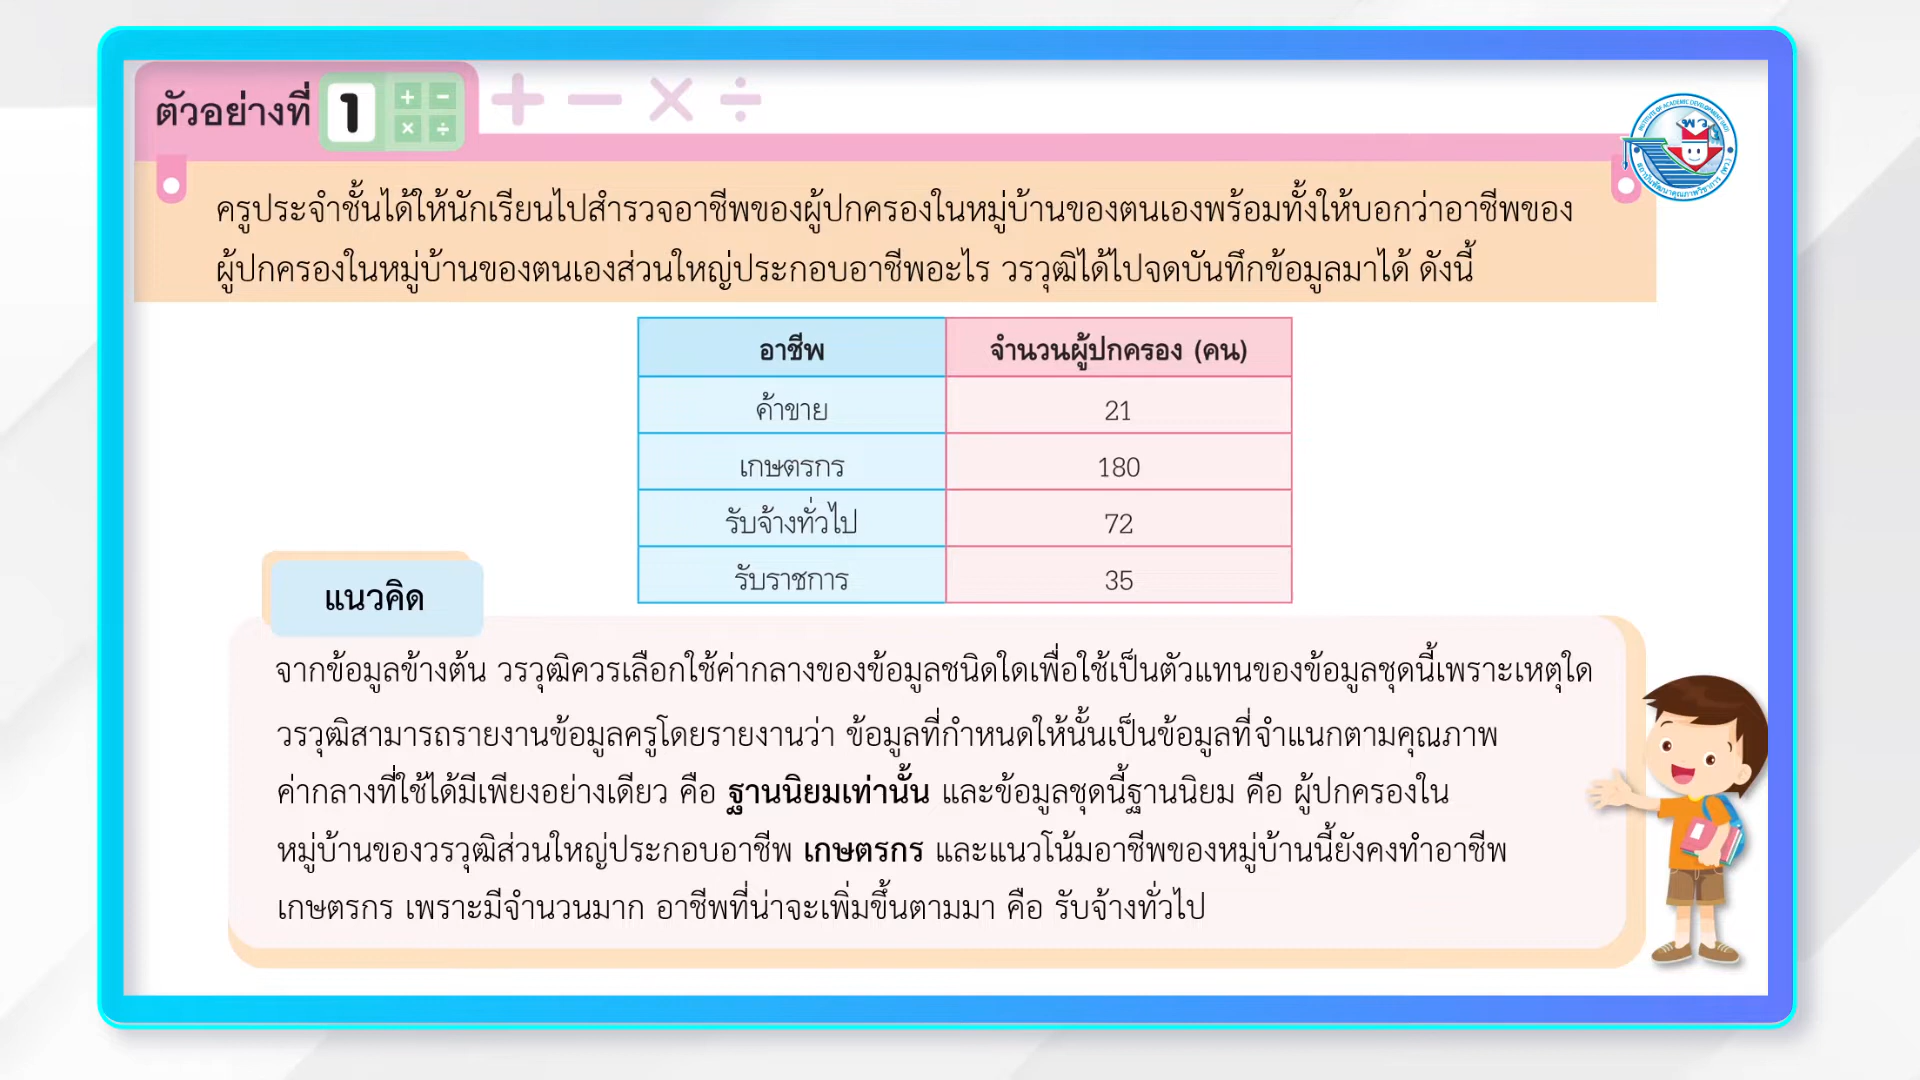 ตัวอย่างที่ 1
ครูประจำชั้นได้ให้นักเรียนไปสำรวจอาชีพของผู้ปกครองในหมู่บ้านของตนเองพร้อมทั้งให้บอกว่าอาชีพของ
ผู้ปกครองในหมู่บ้านของตนเองส่วนใหญ่ประกอบอาชีพอะไร วรวุฒิได้ไปจดบันทึกข้อมูลมาได้ ดังนี้
อาชีพ จำนวนผู้ปกครอง (คน)
ค้าขาย 21
เกษตรกร 180
รับจ้างทั่วไป 72
รับราชการ 35
แนวคิด
จากข้อมูลข้างต้น วรวุฒิควรเลือกใช้ค่ากลางของข้อมูลชนิดใดเพื่อใช้เป็นตัวแทนของข้อมูลชุดนี้เพราะเหตุใด
วรวุฒิสามารถรายงานข้อมูลครูโดยรายงานว่า ข้อมูลที่กำหนดให้นั้นเป็นข้อมูลที่จำแนกตามคุณภาพ
ค่ากลางที่ใช้ได้มีเพียงอย่างเดียว คือ ฐานนิยมเท่านั้น และข้อมูลชุดนี้ฐานนิยม คือ ผู้ปกครองใน
หมู่บ้านของวรวุฒิส่วนใหญ่ประกอบอาชีพ เกษตรกร และแนวโน้มอาชีพของหมู่บ้านนี้ยังคงทำอาชีพ
เกษตรกร เพราะมีจำนวนมาก อาชีพที่น่าจะเพิ่มขึ้นตามมา คือ รับจ้างทั่วไป
พว